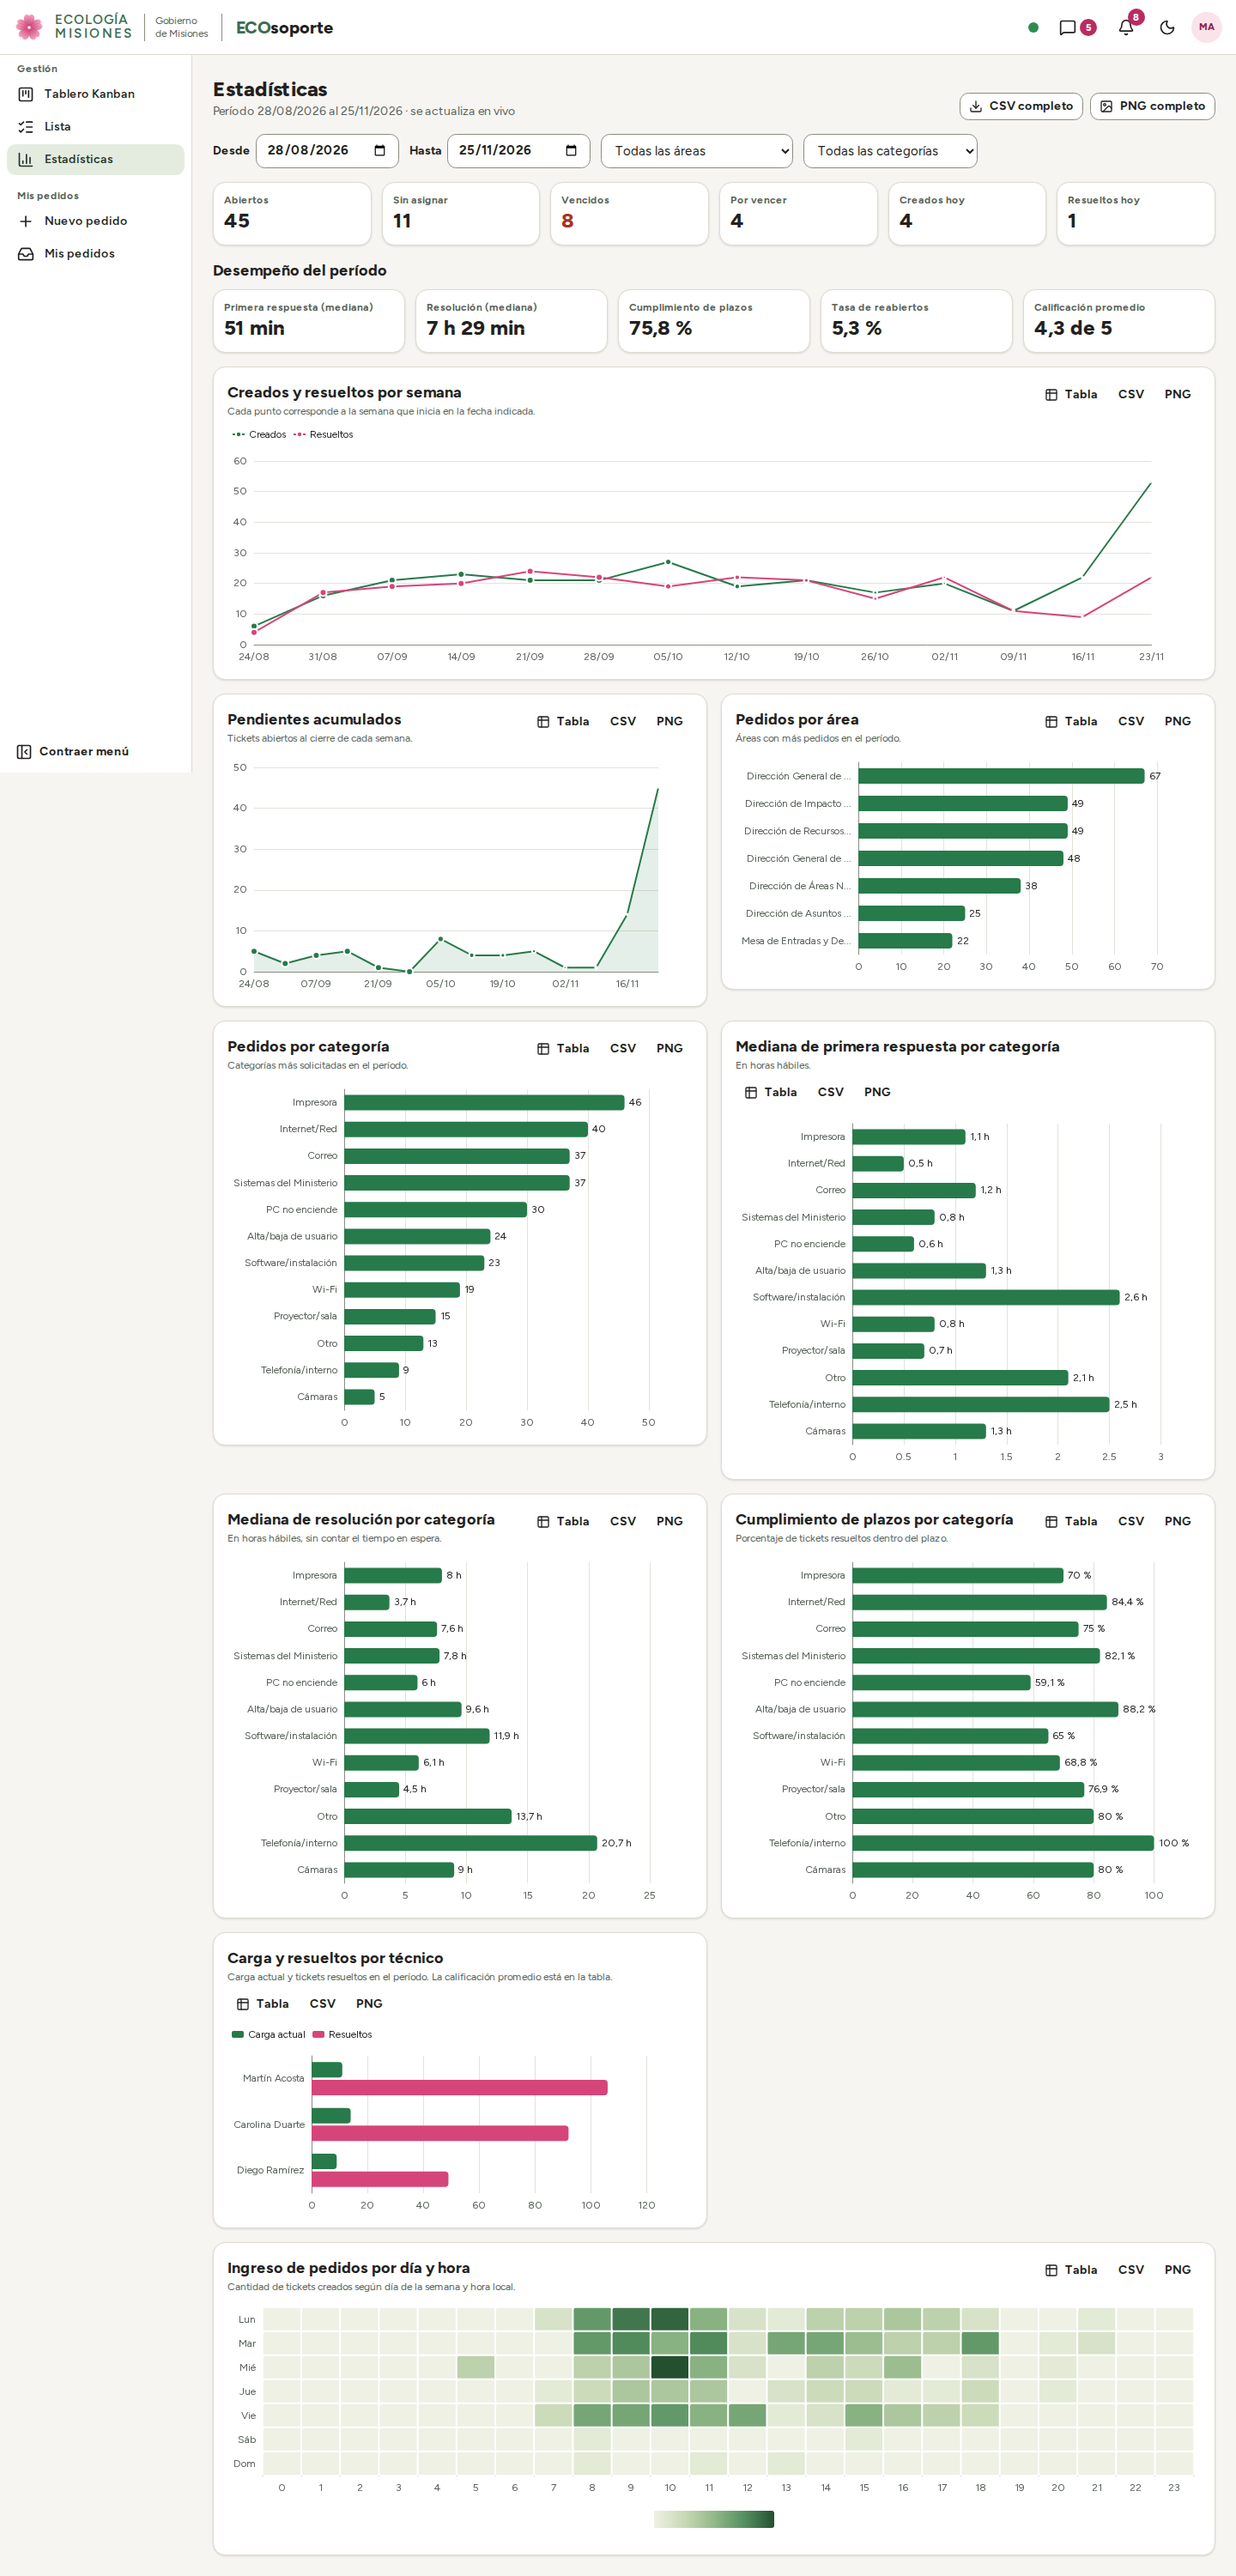 ECOLOGÍA
MISIONES
Gobierno
de Misiones
ECOsoporte
5
8
MA
Gestión
Tablero Kanban
Lista
Estadísticas
Mis pedidos
Nuevo pedido
Mis pedidos
Contraer menú
Estadísticas
Período 28/08/2026 al 25/11/2026 · se actualiza en vivo
CSV completo
PNG completo
Desde 28/08/2026 Hasta 25/11/2026 Todas las áreas Todas las categorías
Abiertos
45
Sin asignar
11
Vencidos
8
Por vencer
4
Creados hoy
4
Resueltos hoy
1
Desempeño del período
Primera respuesta (mediana)
51 min
Resolución (mediana)
7 h 29 min
Cumplimiento de plazos
75,8 %
Tasa de reabiertos
5,3 %
Calificación promedio
4,3 de 5
Creados y resueltos por semana
Cada punto corresponde a la semana que inicia en la fecha indicada.
Tabla CSV PNG
Creados Resueltos
60
50
40
30
20
10
0
24/08 31/08 07/09 14/09 21/09 28/09 05/10 12/10 19/10 26/10 02/11 09/11 16/11 23/11
Pendientes acumulados
Tickets abiertos al cierre de cada semana.
Tabla CSV PNG
50
40
30
20
10
0
24/08 07/09 21/09 05/10 19/10 02/11 16/11
Pedidos por área
Áreas con más pedidos en el período.
Tabla CSV PNG
Dirección General de ... 67
Dirección de Impacto ... 49
Dirección de Recursos... 49
Dirección General de ... 48
Dirección de Áreas N... 38
Dirección de Asuntos ... 25
Mesa de Entradas y De... 22
0 10 20 30 40 50 60 70
Pedidos por categoría
Categorías más solicitadas en el período.
Tabla CSV PNG
Impresora 46
Internet/Red 40
Correo 37
Sistemas del Ministerio 37
PC no enciende 30
Alta/baja de usuario 24
Software/instalación 23
Wi-Fi 19
Proyector/sala 15
Otro 13
Telefonía/interno 9
Cámaras 5
0 10 20 30 40 50
Mediana de primera respuesta por categoría
En horas hábiles.
Tabla CSV PNG
Impresora 1,1 h
Internet/Red 0,5 h
Correo 1,2 h
Sistemas del Ministerio 0,8 h
PC no enciende 0,6 h
Alta/baja de usuario 1,3 h
Software/instalación 2,6 h
Wi-Fi 0,8 h
Proyector/sala 0,7 h
Otro 2,1 h
Telefonía/interno 2,5 h
Cámaras 1,3 h
0 0.5 1 1.5 2 2.5 3
Mediana de resolución por categoría
En horas hábiles, sin contar el tiempo en espera.
Tabla CSV PNG
Impresora 8 h
Internet/Red 3,7 h
Correo 7,6 h
Sistemas del Ministerio 7,8 h
PC no enciende 6 h
Alta/baja de usuario 9,6 h
Software/instalación 11,9 h
Wi-Fi 6,1 h
Proyector/sala 4,5 h
Otro 13,7 h
Telefonía/interno 20,7 h
Cámaras 9 h
0 5 10 15 20 25
Cumplimiento de plazos por categoría
Porcentaje de tickets resueltos dentro del plazo.
Tabla CSV PNG
Impresora 70 %
Internet/Red 84,4 %
Correo 75 %
Sistemas del Ministerio 82,1 %
PC no enciende 59,1 %
Alta/baja de usuario 88,2 %
Software/instalación 65 %
Wi-Fi 68,8 %
Proyector/sala 76,9 %
Otro 80 %
Telefonía/interno 100 %
Cámaras 80 %
0 20 40 60 80 100
Carga y resueltos por técnico
Carga actual y tickets resueltos en el período. La calificación promedio está en la tabla.
Tabla CSV PNG
Carga actual Resueltos
Martín Acosta
Carolina Duarte
Diego Ramírez
0 20 40 60 80 100 120
Ingreso de pedidos por día y hora
Cantidad de tickets creados según día de la semana y hora local.
Tabla CSV PNG
Lun
Mar
Mié
Jue
Vie
Sáb
Dom
0 1 2 3 4 5 6 7 8 9 10 11 12 13 14 15 16 17 18 19 20 21 22 23